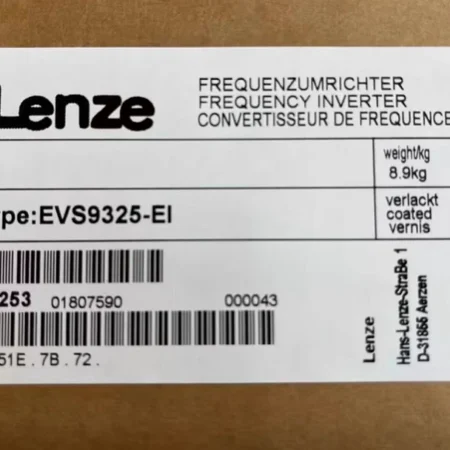 Lenze
FREQUENZUMRICHTER
FREQUENCY INVERTER
CONVERTISSEUR DE FREQUENCE
weight/kg
8.9kg
ype:EVS9325-EI
verlackt
coated
vernis
253 01807590 000043
51E . 7B . 72 .
Lenze
Hans-Lenze-Straße 1
D-31855 Aerzen